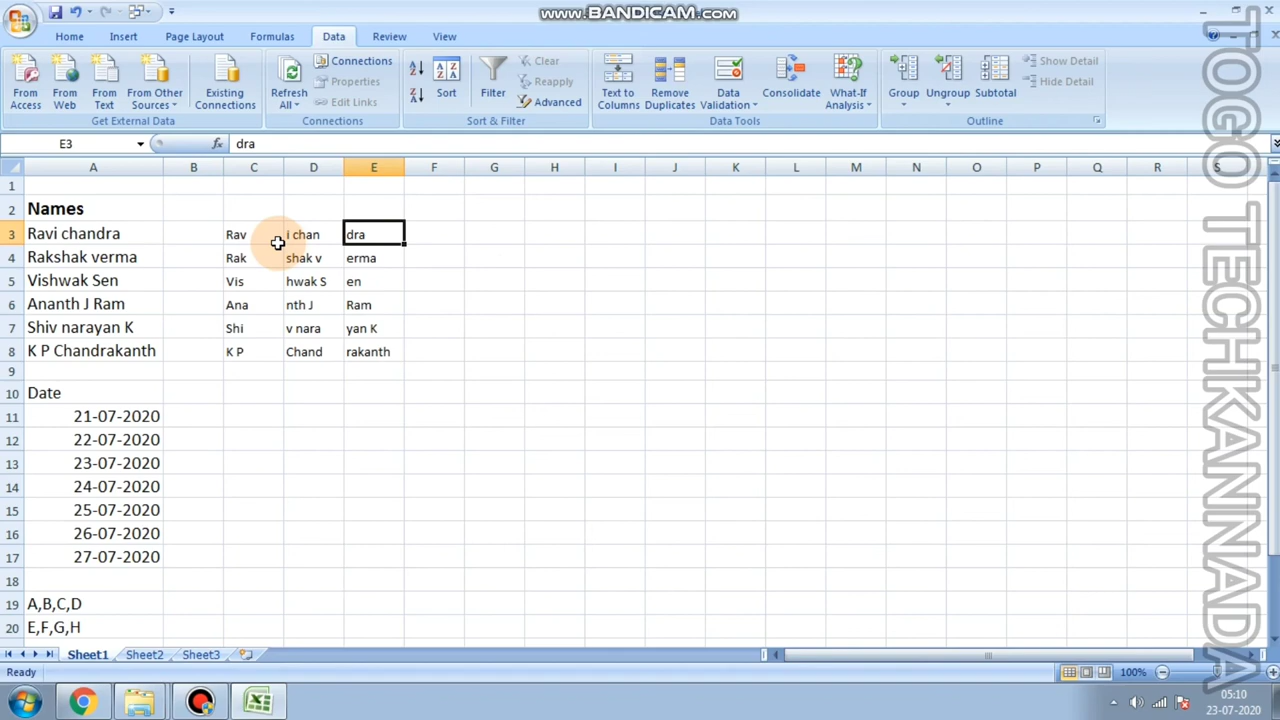 www.BANDICAM.com
Home Insert Page Layout Formulas Data Review View
From Access From Web From Text From Other Sources Existing Connections
Get External Data
Refresh All Connections Properties Edit Links
Connections
Sort Filter Clear Reapply Advanced
Sort & Filter
Text to Columns Remove Duplicates Data Validation Consolidate What-If Analysis
Data Tools
Group Ungroup Subtotal Show Detail Hide Detail
Outline
E3 fx dra
A B C D E F G H I J K L M N O P Q R S
1
2 Names
3 Ravi chandra Rav i chan dra
4 Rakshak verma Rak shak v erma
5 Vishwak Sen Vis hwak S en
6 Ananth J Ram Ana nth J Ram
7 Shiv narayan K Shi v nara yan K
8 K P Chandrakanth K P Chand rakanth
9
10 Date
11 21-07-2020
12 22-07-2020
13 23-07-2020
14 24-07-2020
15 25-07-2020
16 26-07-2020
17 27-07-2020
18
19 A,B,C,D
20 E,F,G,H
Sheet1 Sheet2 Sheet3
Ready 100%
05:10
23-07-2020
TOGO TECHKANNADA